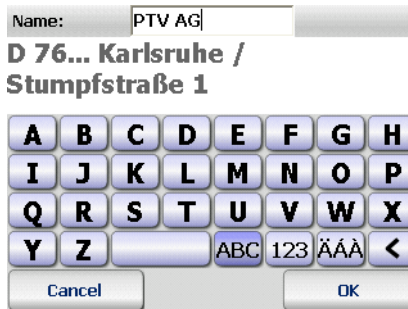 Name: PTV AG
D 76... Karlsruhe /
Stumpfstraße 1
A B C D E F G H
I J K L M N O P
Q R S T U V W X
Y Z ABC 123 ÄÁÀ <
Cancel OK